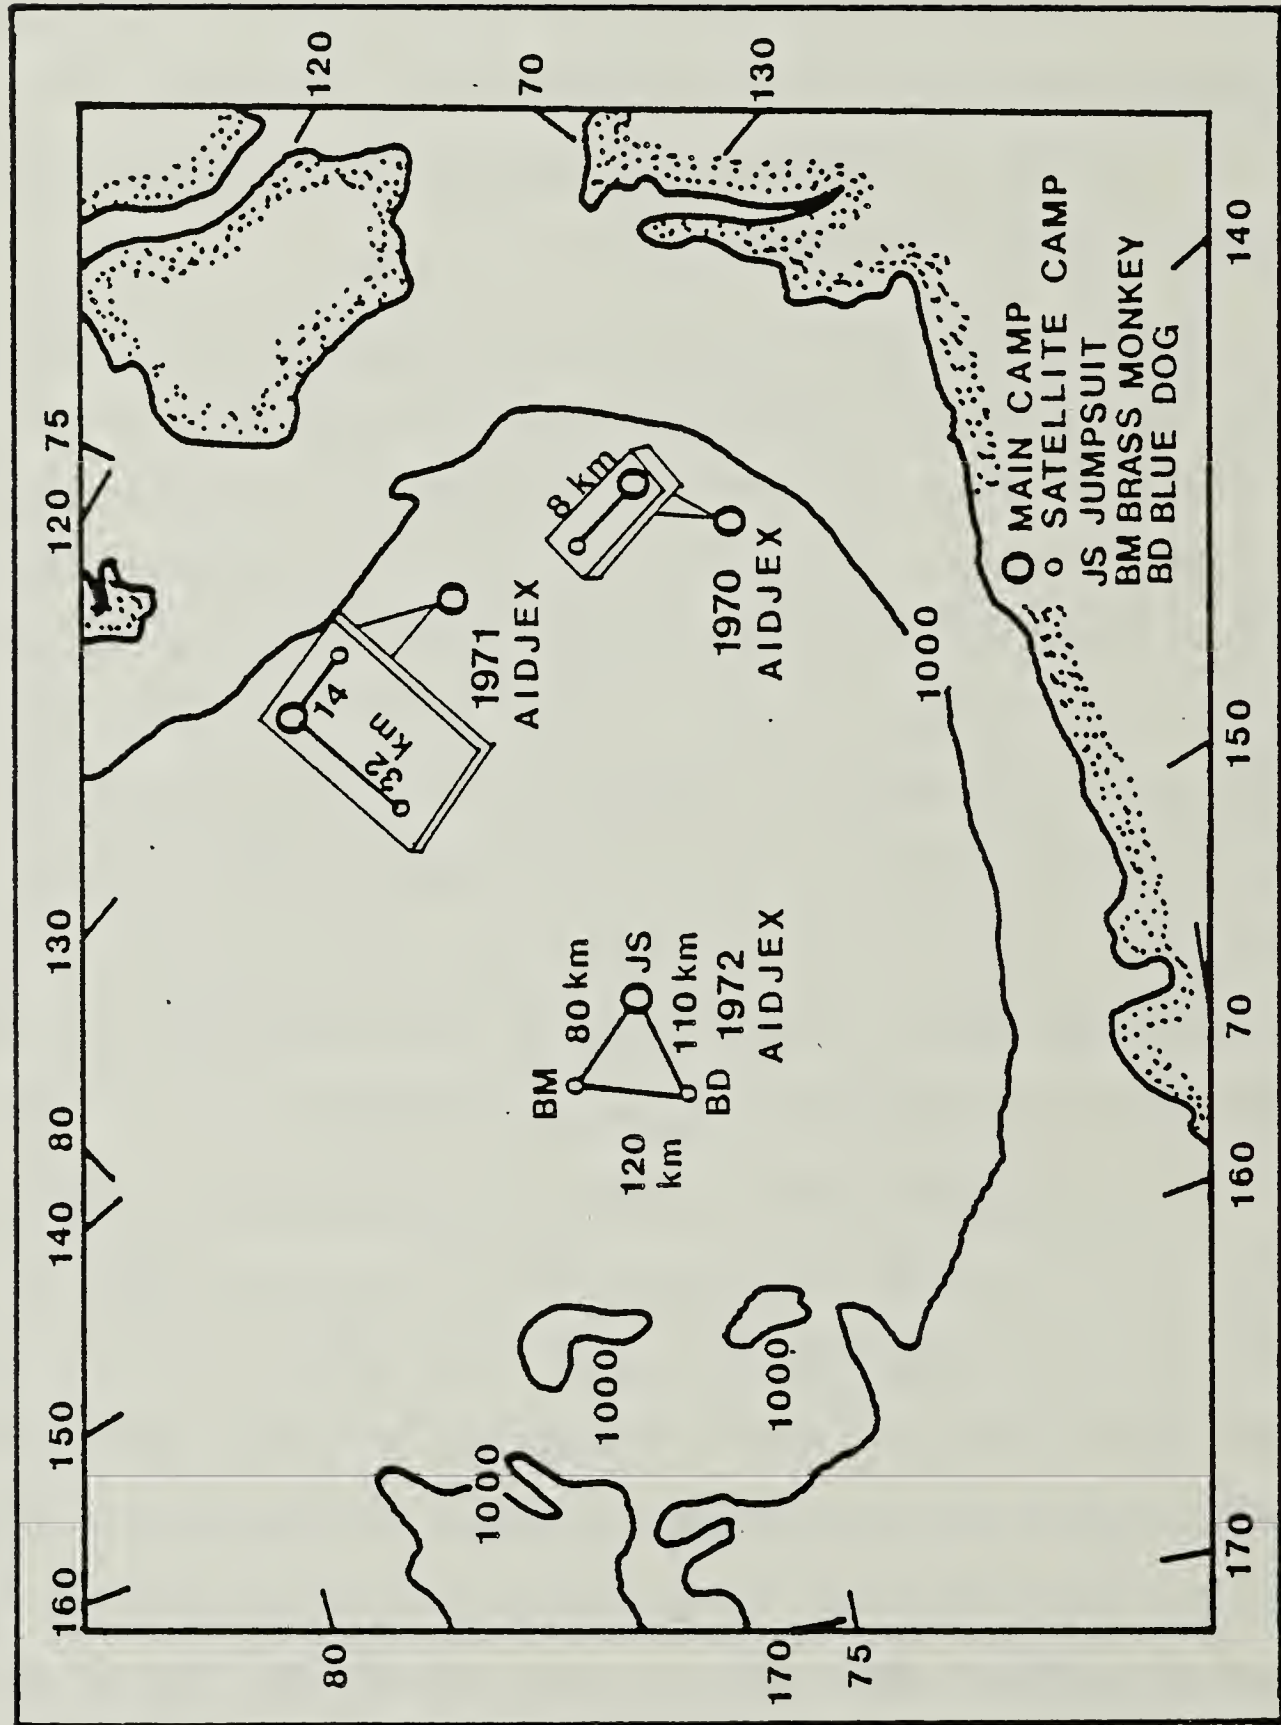 160 150 140 80 130 120 75
80
170
75
120
70
130
14
32
km
1971
AIDJEX
8 km
1970
AIDJEX
BM
80 km
JS
110 km
120
km
BD 1972
AIDJEX
1000
1000
1000
1000
MAIN CAMP
SATELLITE CAMP
JS JUMPSUIT
BM BRASS MONKEY
BD BLUE DOG
170 160 70 150 140